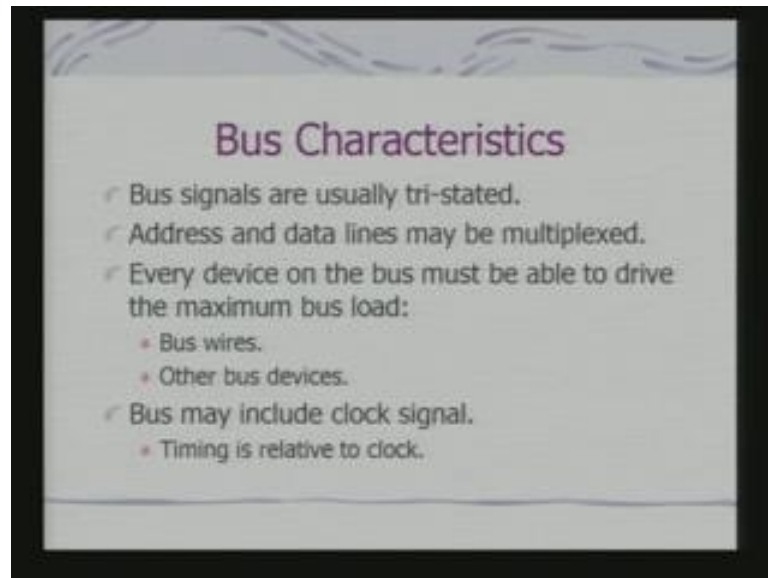 Bus Characteristics
Bus signals are usually tri-stated.
Address and data lines may be multiplexed.
Every device on the bus must be able to drive
the maximum bus load:
Bus wires.
Other bus devices.
Bus may include clock signal.
Timing is relative to clock.